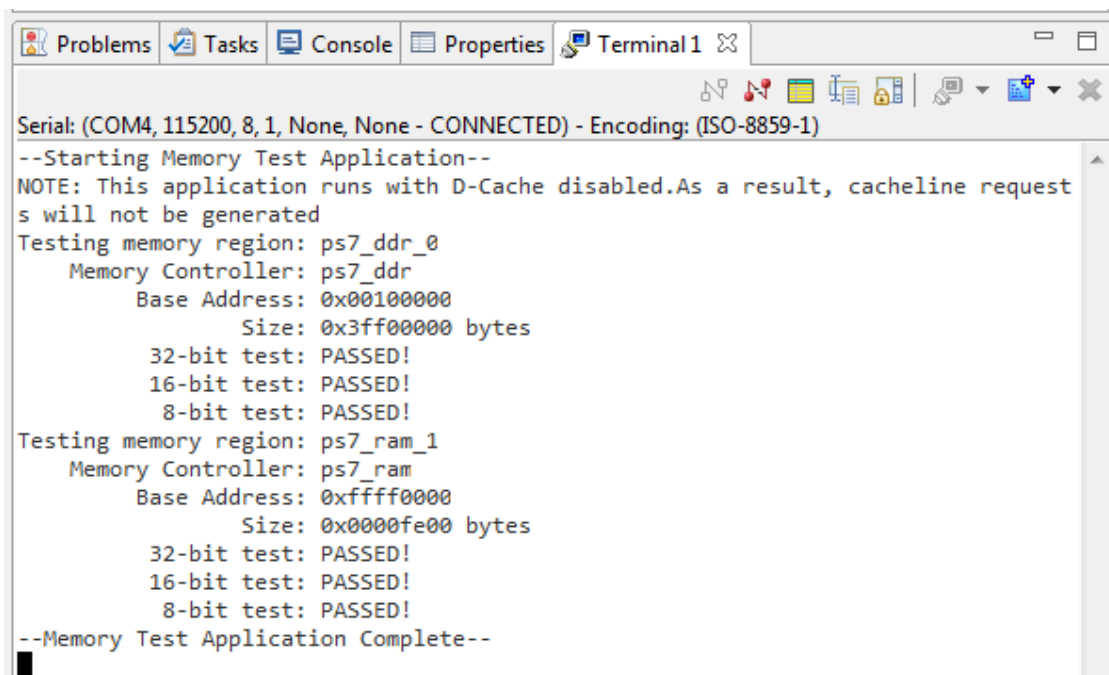 Problems Tasks Console Properties Terminal 1
Serial: (COM4, 115200, 8, 1, None, None - CONNECTED) - Encoding: (ISO-8859-1)
--Starting Memory Test Application--
NOTE: This application runs with D-Cache disabled.As a result, cacheline request
s will not be generated
Testing memory region: ps7_ddr_0
    Memory Controller: ps7_ddr
         Base Address: 0x00100000
                 Size: 0x3ff00000 bytes
          32-bit test: PASSED!
          16-bit test: PASSED!
           8-bit test: PASSED!
Testing memory region: ps7_ram_1
    Memory Controller: ps7_ram
         Base Address: 0xffff0000
                 Size: 0x0000fe00 bytes
          32-bit test: PASSED!
          16-bit test: PASSED!
           8-bit test: PASSED!
--Memory Test Application Complete--